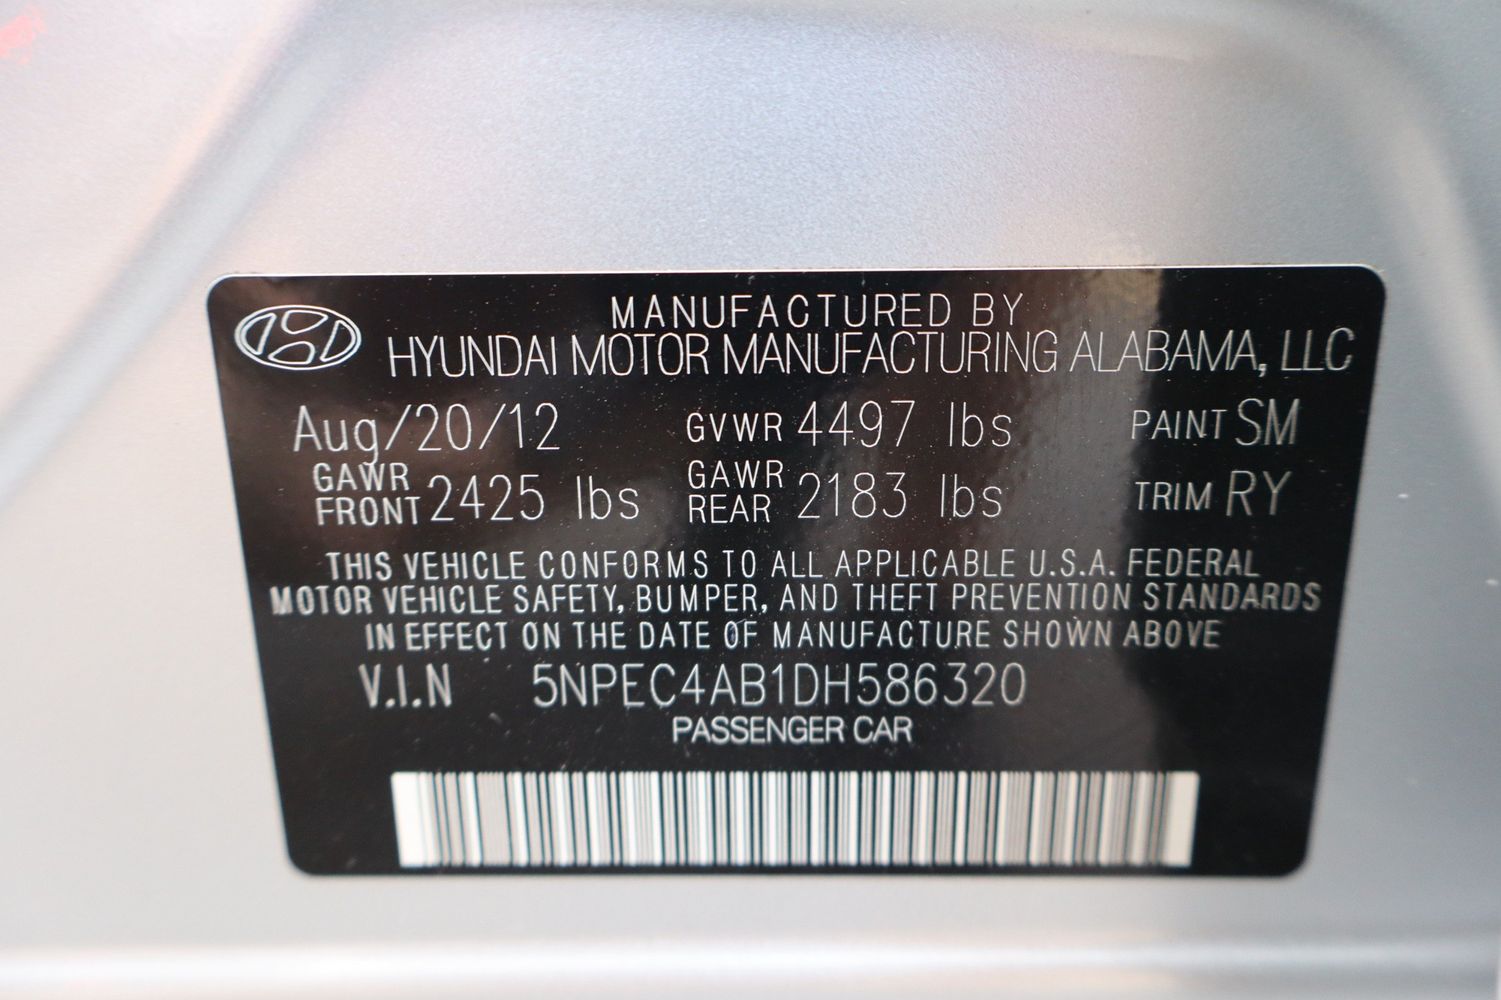 MANUFACTURED BY
HYUNDAI MOTOR MANUFACTURING ALABAMA, LLC
Aug/20/12 GVWR 4497 lbs PAINT SM
GAWR FRONT 2425 lbs GAWR REAR 2183 lbs TRIM RY
THIS VEHICLE CONFORMS TO ALL APPLICABLE U.S.A. FEDERAL
MOTOR VEHICLE SAFETY, BUMPER, AND THEFT PREVENTION STANDARDS
IN EFFECT ON THE DATE OF MANUFACTURE SHOWN ABOVE
V.I.N 5NPEC4AB1DH586320
PASSENGER CAR